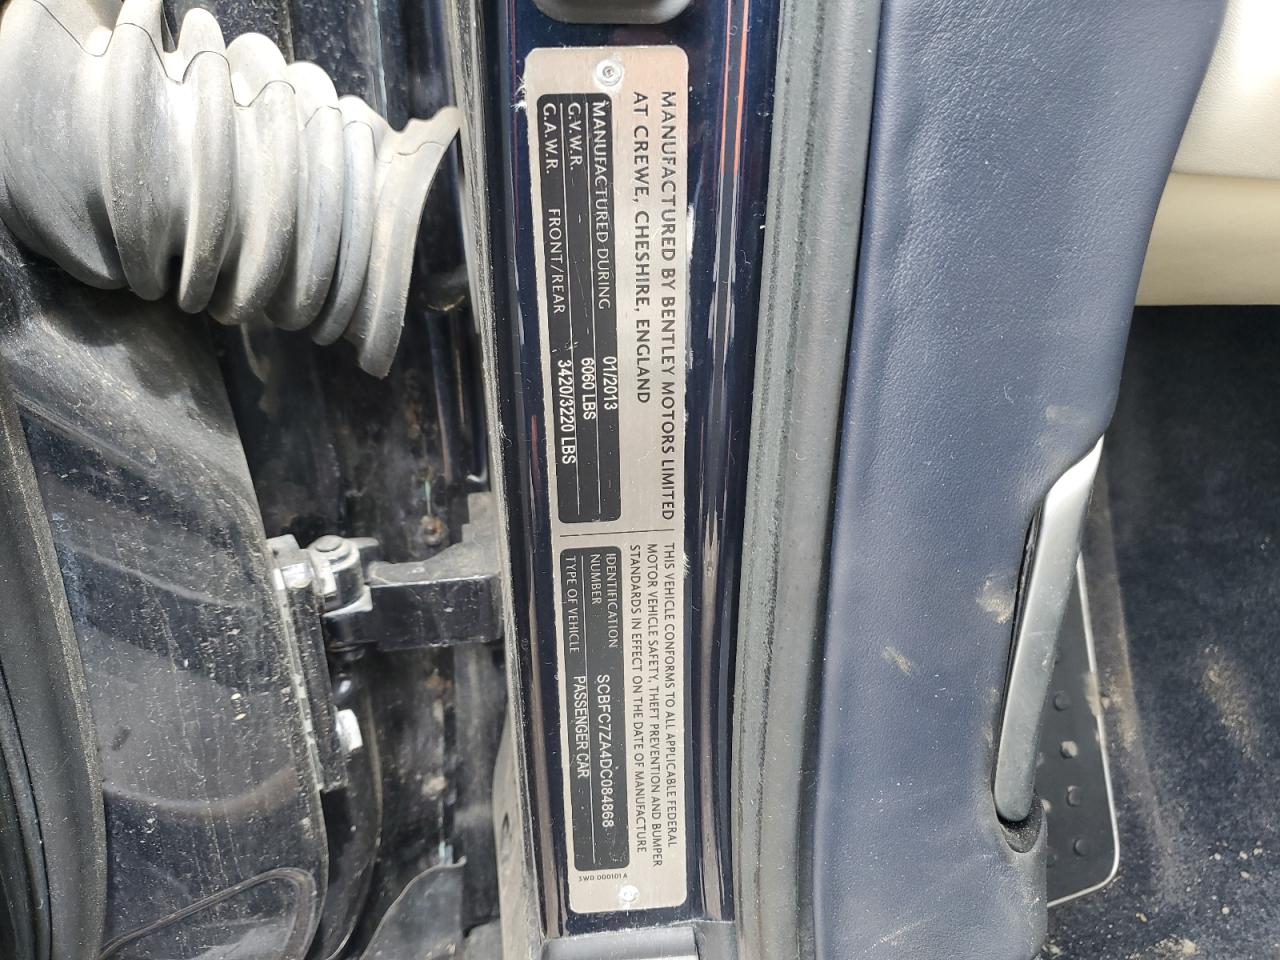 MANUFACTURED BY BENTLEY MOTORS LIMITED
AT CREWE, CHESHIRE, ENGLAND
MANUFACTURED DURING 01/2013
G.V.W.R. - 6060 LBS
G.A.W.R. FRONT/REAR 3420/3220 LBS
THIS VEHICLE CONFORMS TO ALL APPLICABLE FEDERAL
MOTOR VEHICLE SAFETY, THEFT PREVENTION AND BUMPER
STANDARDS IN EFFECT ON THE DATE OF MANUFACTURE
IDENTIFICATION
NUMBER SCBFC7ZA4DC084868
TYPE OF VEHICLE PASSENGER CAR
3W0 000101 A